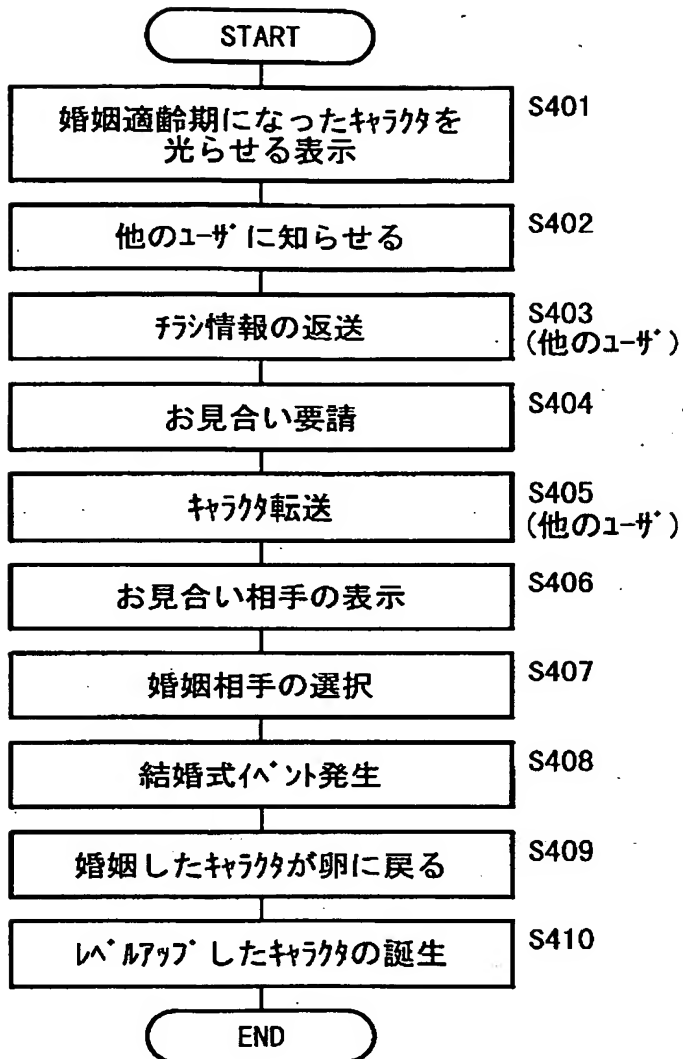 START
婚姻適齢期になったｷｬﾗｸﾀを
光らせる表示
S401
他のﾕｰｻﾞに知らせる
S402
ﾁﾗｼ情報の返送
S403
(他のﾕｰｻﾞ)
お見合い要請
S404
ｷｬﾗｸﾀ転送
S405
(他のﾕｰｻﾞ)
お見合い相手の表示
S406
婚姻相手の選択
S407
結婚式ｲﾍﾞﾝﾄ発生
S408
婚姻したｷｬﾗｸﾀが卵に戻る
S409
ﾚﾍﾞﾙｱｯﾌﾟしたｷｬﾗｸﾀの誕生
S410
END